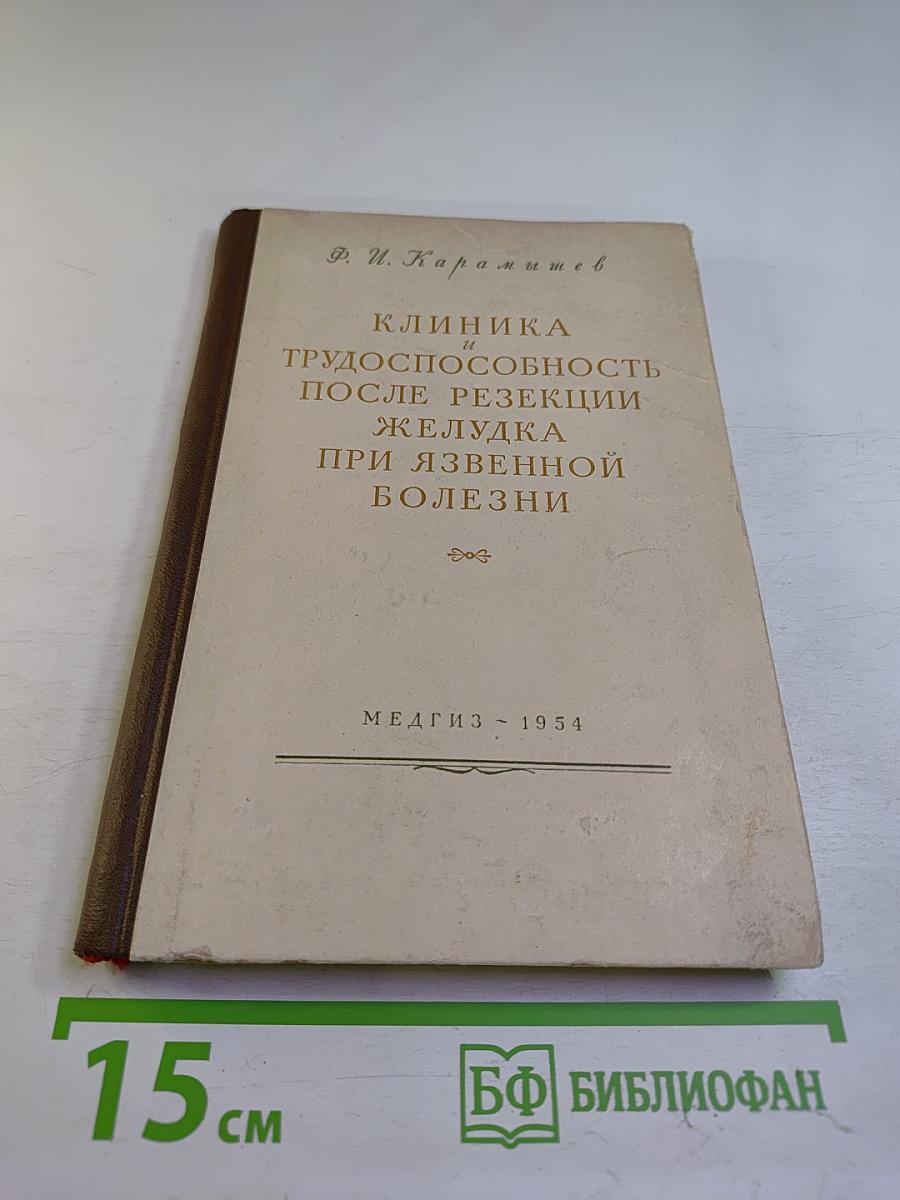 Ф. И. Карамышев
КЛИНИКА
и
ТРУДОСПОСОБНОСТЬ
ПОСЛЕ РЕЗЕКЦИИ
ЖЕЛУДКА
ПРИ ЯЗВЕННОЙ
БОЛЕЗНИ
МЕДГИЗ ~ 1954
15 см
БФ БИБЛИОФАН